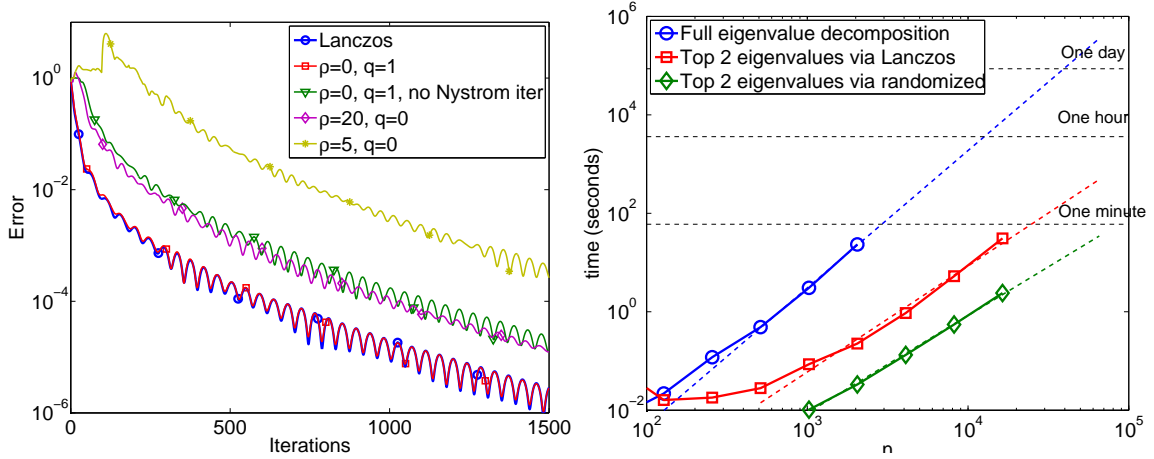 Lanczos
ρ=0, q=1
ρ=0, q=1, no Nystrom iter
ρ=20, q=0
ρ=5, q=0
10^0
10^-2
10^-4
10^-6
Error
0
500
1000
1500
Iterations
Full eigenvalue decomposition
Top 2 eigenvalues via Lanczos
Top 2 eigenvalues via randomized
One day
One hour
One minute
10^6
10^4
10^2
10^0
10^-2
time (seconds)
10^2
10^3
10^4
10^5
n